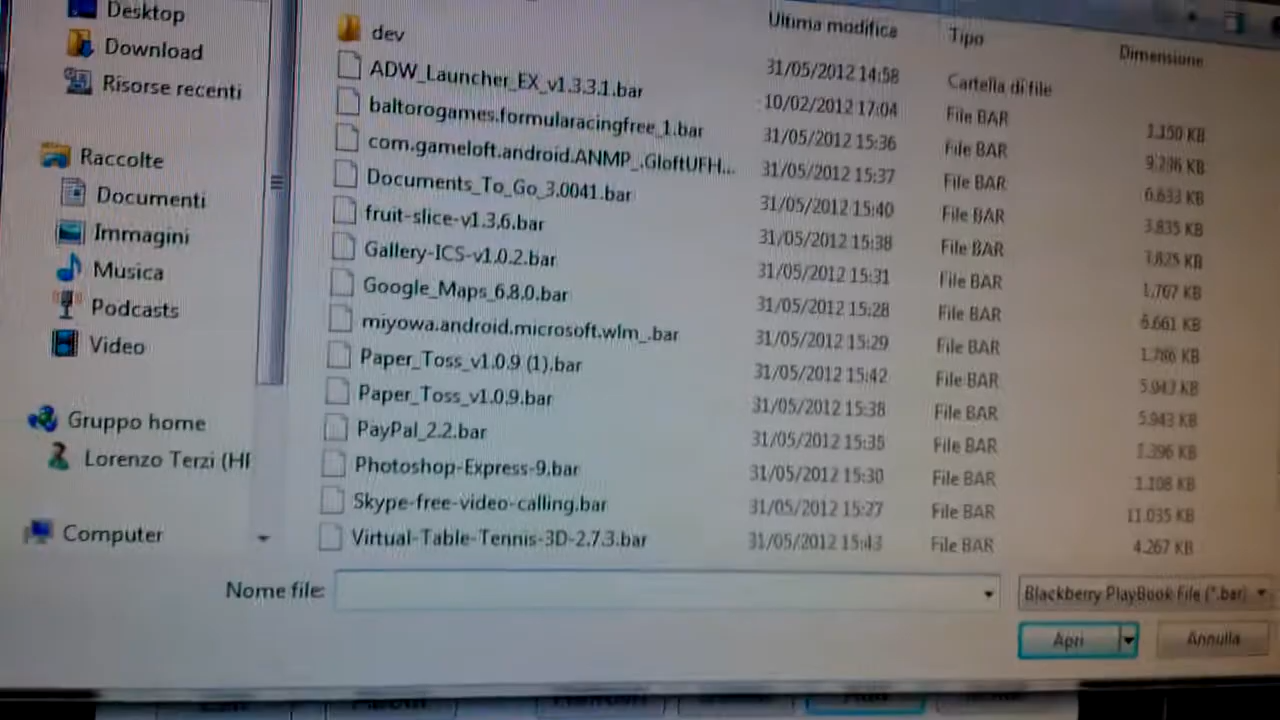 Desktop
Download
Risorse recenti
Raccolte
Documenti
Immagini
Musica
Podcasts
Video
Gruppo home
Lorenzo Terzi (HI
Computer
Ultima modifica Tipo Dimensione
dev 31/05/2012 14:58 Cartella di file
ADW_Launcher_EX_v1.3.3.1.bar 10/02/2012 17:04 File BAR 1.150 KB
baltorogames.formularacingfree_1.bar 31/05/2012 15:36 File BAR 9.296 KB
com.gameloft.android.ANMP_.GloftUFH... 31/05/2012 15:37 File BAR 6.633 KB
Documents_To_Go_3.0041.bar 31/05/2012 15:40 File BAR 3.835 KB
fruit-slice-v1.3.6.bar 31/05/2012 15:38 File BAR 7.825 KB
Gallery-ICS-v1.0.2.bar 31/05/2012 15:31 File BAR 1.767 KB
Google_Maps_6.8.0.bar 31/05/2012 15:28 File BAR 6.661 KB
miyowa.android.microsoft.wlm_.bar 31/05/2012 15:29 File BAR 1.786 KB
Paper_Toss_v1.0.9 (1).bar 31/05/2012 15:42 File BAR 5.943 KB
Paper_Toss_v1.0.9.bar 31/05/2012 15:38 File BAR 5.943 KB
PayPal_2.2.bar 31/05/2012 15:35 File BAR 1.396 KB
Photoshop-Express-9.bar 31/05/2012 15:30 File BAR 1.108 KB
Skype-free-video-calling.bar 31/05/2012 15:27 File BAR 11.035 KB
Virtual-Table-Tennis-3D-2.7.3.bar 31/05/2012 15:43 File BAR 4.267 KB
Nome file: Blackberry PlayBook File (*.bar)
Apri Annulla